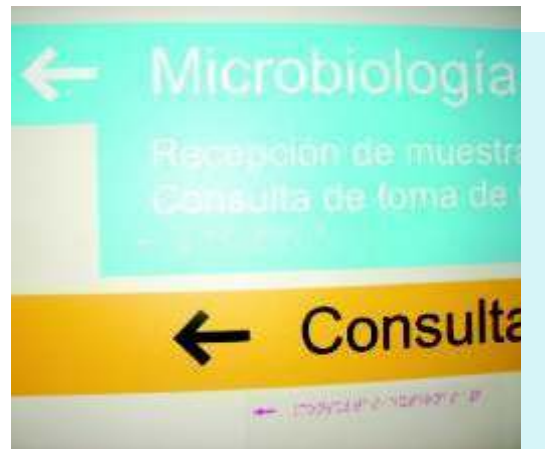 ← Microbiología
Recepción de muestra
Consulta de toma de
← Consulta